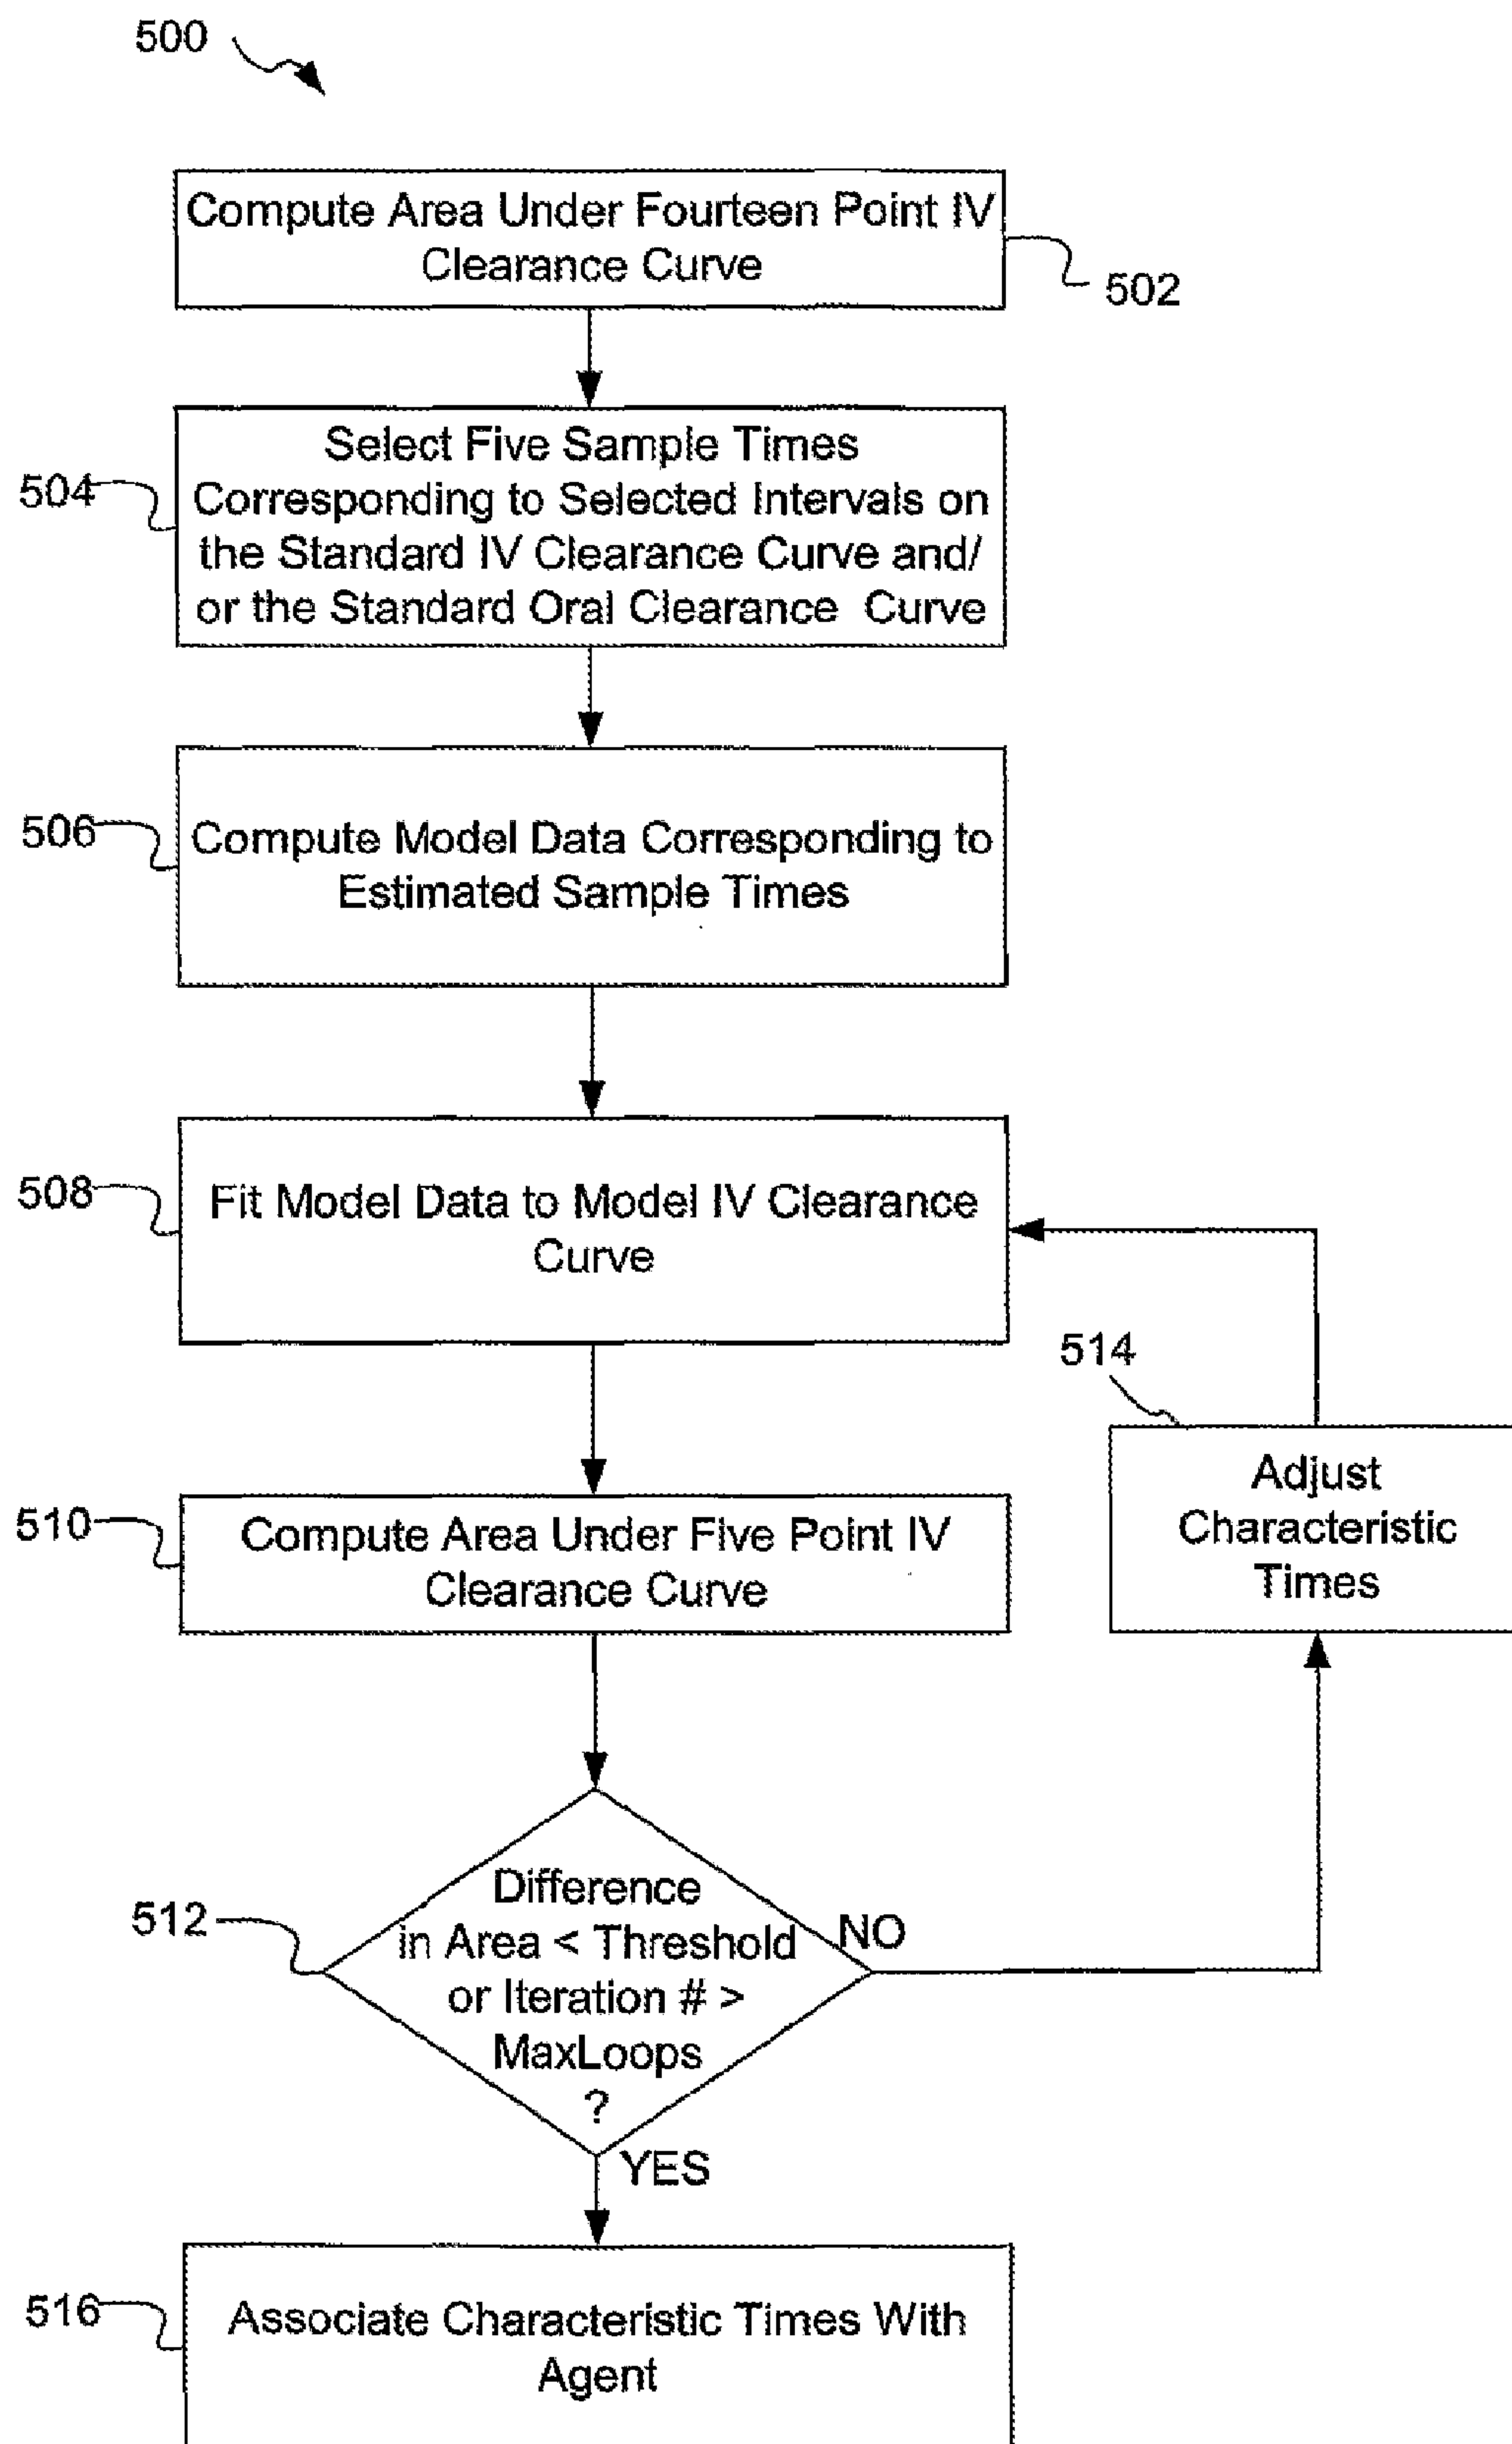 500
Compute Area Under Fourteen Point IV
Clearance Curve
502
504
Select Five Sample Times
Corresponding to Selected Intervals on
the Standard IV Clearance Curve and/
or the Standard Oral Clearance Curve
506
Compute Model Data Corresponding to
Estimated Sample Times
508
Fit Model Data to Model IV Clearance
Curve
514
Adjust
Characteristic
Times
510
Compute Area Under Five Point IV
Clearance Curve
512
Difference
in Area < Threshold
or Iteration # >
MaxLoops
?
NO
YES
516
Associate Characteristic Times With
Agent